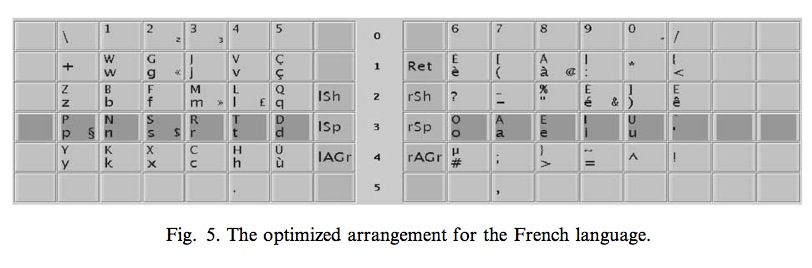 \ 1 2 2 3 3 4 5 0 6 7 8 9 0 /
W G J V Ç È [ À {
+ w g « j v ç 1 Ret è ( à @ : * <
Z B F M L Q % É Ê
z b f m » l £ q lSh 2 rSh ? _ " é & ) ê
P N S R T D O A E I U
p § n s $ r t d lSp 3 rSp o a e i u
Y K X C H Ù µ } ~
y k x c h ù lAGr 4 rAGr # ; > = ^ !
. 5 ,
Fig. 5. The optimized arrangement for the French language.